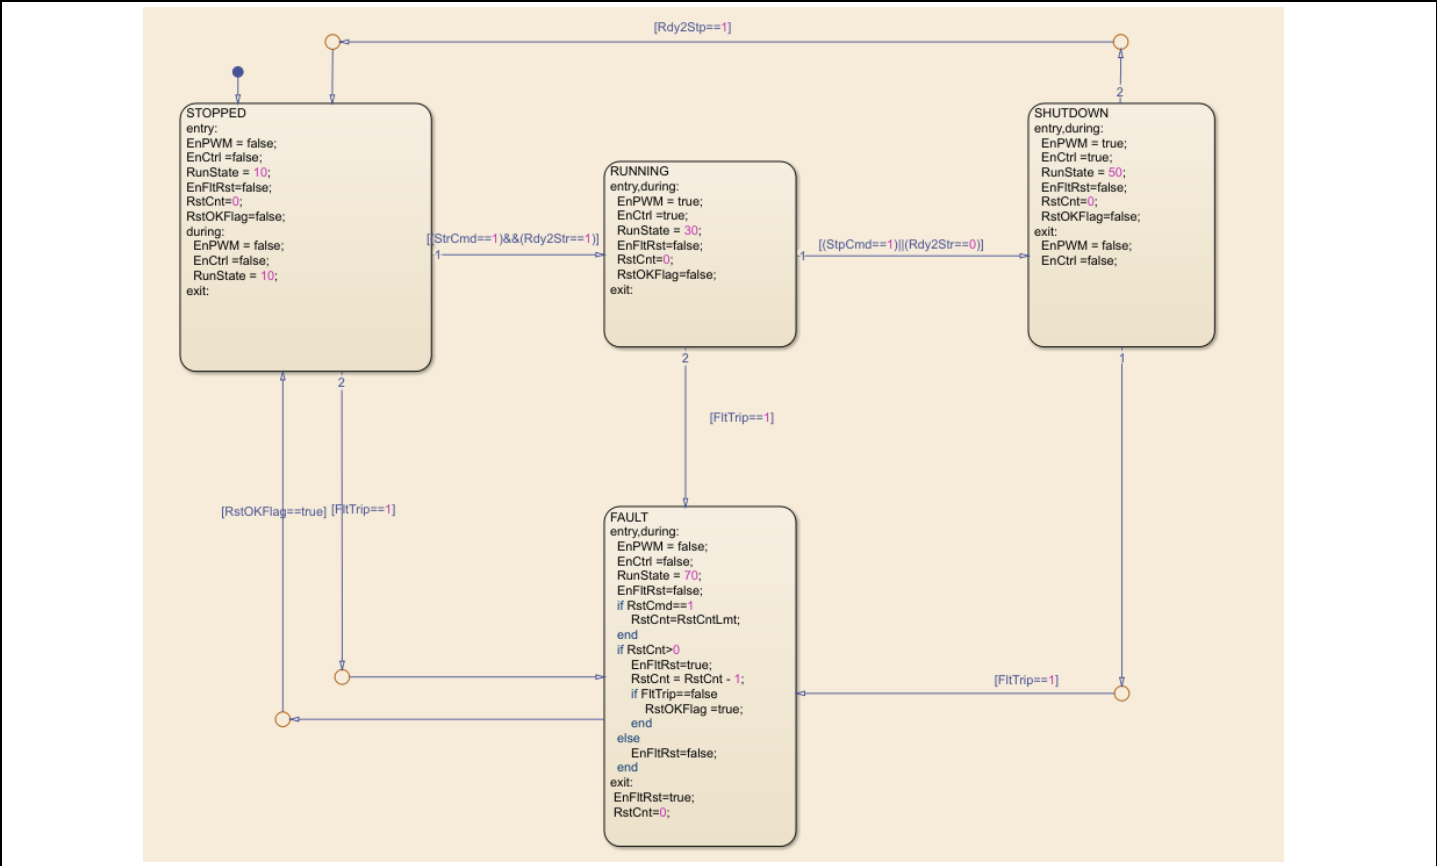 [Rdy2Stp==1]
2
STOPPED
entry:
EnPWM = false;
EnCtrl =false;
RunState = 10;
EnFltRst=false;
RstCnt=0;
RstOKFlag=false;
during:
EnPWM = false;
EnCtrl =false;
RunState = 10;
exit:
[(StrCmd==1)&&(Rdy2Str==1)]
1
2
RUNNING
entry,during:
EnPWM = true;
EnCtrl =true;
RunState = 30;
EnFltRst=false;
RstCnt=0;
RstOKFlag=false;
exit:
[(StpCmd==1)||(Rdy2Str==0)]
1
2
SHUTDOWN
entry,during:
EnPWM = true;
EnCtrl =true;
RunState = 50;
EnFltRst=false;
RstCnt=0;
RstOKFlag=false;
exit:
EnPWM = false;
EnCtrl =false;
1
[FltTrip==1]
[RstOKFlag==true]
[FltTrip==1]
FAULT
entry,during:
EnPWM = false;
EnCtrl =false;
RunState = 70;
EnFltRst=false;
if RstCmd==1
RstCnt=RstCntLmt;
end
if RstCnt>0
EnFltRst=true;
RstCnt = RstCnt - 1;
if FltTrip==false
RstOKFlag =true;
end
else
EnFltRst=false;
end
exit:
EnFltRst=true;
RstCnt=0;
[FltTrip==1]